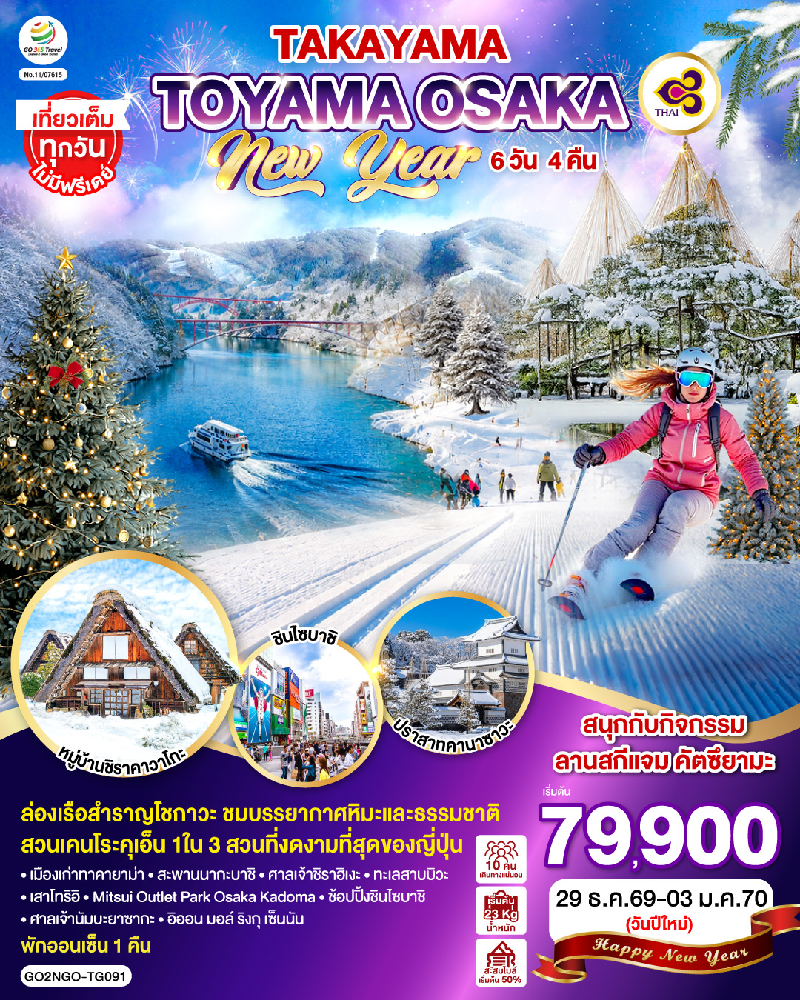 GO 365 Travel
Leaders in Global Tourism
No.11/07615
TAKAYAMA
TOYAMA OSAKA
New Year 6 วัน 4 คืน
THAI
เที่ยวเต็ม
ทุกวัน
ไม่มีฟรีเดย์
Glico
ชินไซบาชิ
หมู่บ้านชิราคาวาโกะ
ปราสาทคานาซาวะ
สนุกกับกิจกรรม
ลานสกีแจม คัตซึยามะ
ล่องเรือสำราญโชกาวะ ชมบรรยากาศหิมะและธรรมชาติ
สวนเคนโระคุเอ็น 1ใน 3 สวนที่งดงามที่สุดของญี่ปุ่น
• เมืองเก่าทาคายาม่า • สะพานนากะบาชิ • ศาลเจ้าชิราฮิเงะ • ทะเลสาบบิวะ
• เสาโทริอิ • Mitsui Outlet Park Osaka Kadoma • ช้อปปิ้งชินไซบาชิ
• ศาลเจ้านัมบะยาซากะ • อิออน มอล์ ริงกุ เซ็นนัน
พักออนเซ็น 1 คืน
GO2NGO-TG091
10 คน
เดินทางแน่นอน
เริ่มต้น
23 Kg
น้ำหนัก
สะสมไมล์
เริ่มต้น 50%
เริ่มต้น
79,900
29 ธ.ค.69-03 ม.ค.70
(วันปีใหม่)
Happy New Year